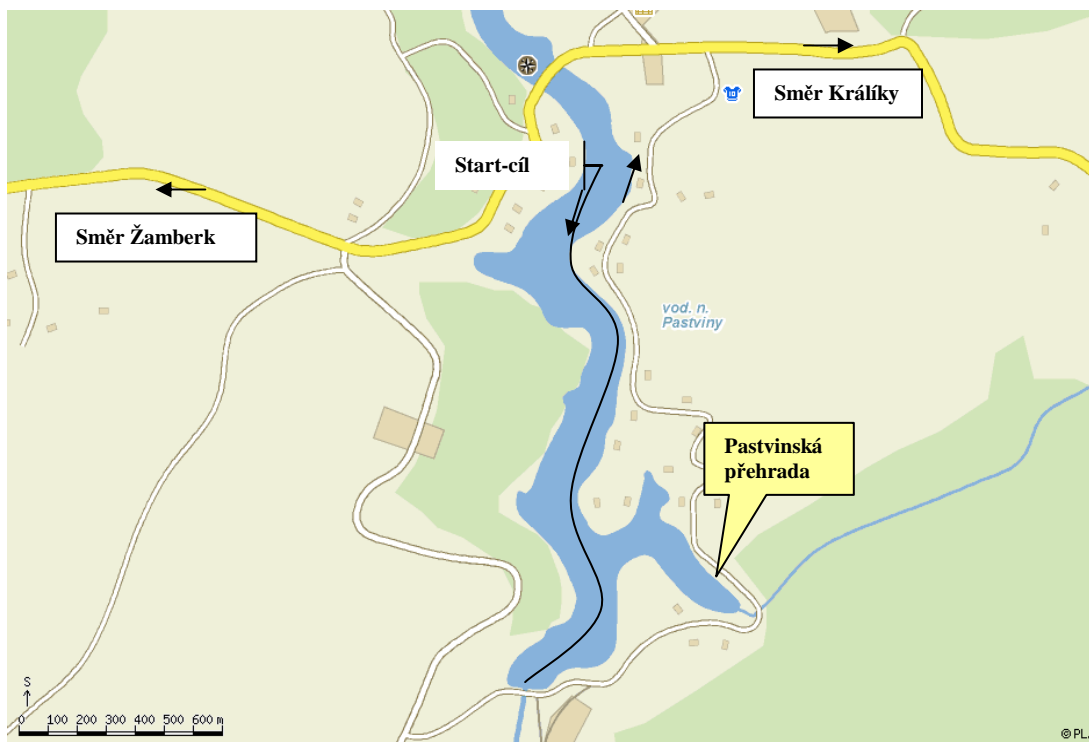 Směr Králíky
Start-cíl
Směr Žamberk
vod. n.
Pastviny
Pastvinská
přehrada
S
0 100 200 300 400 500 600 m
© PL